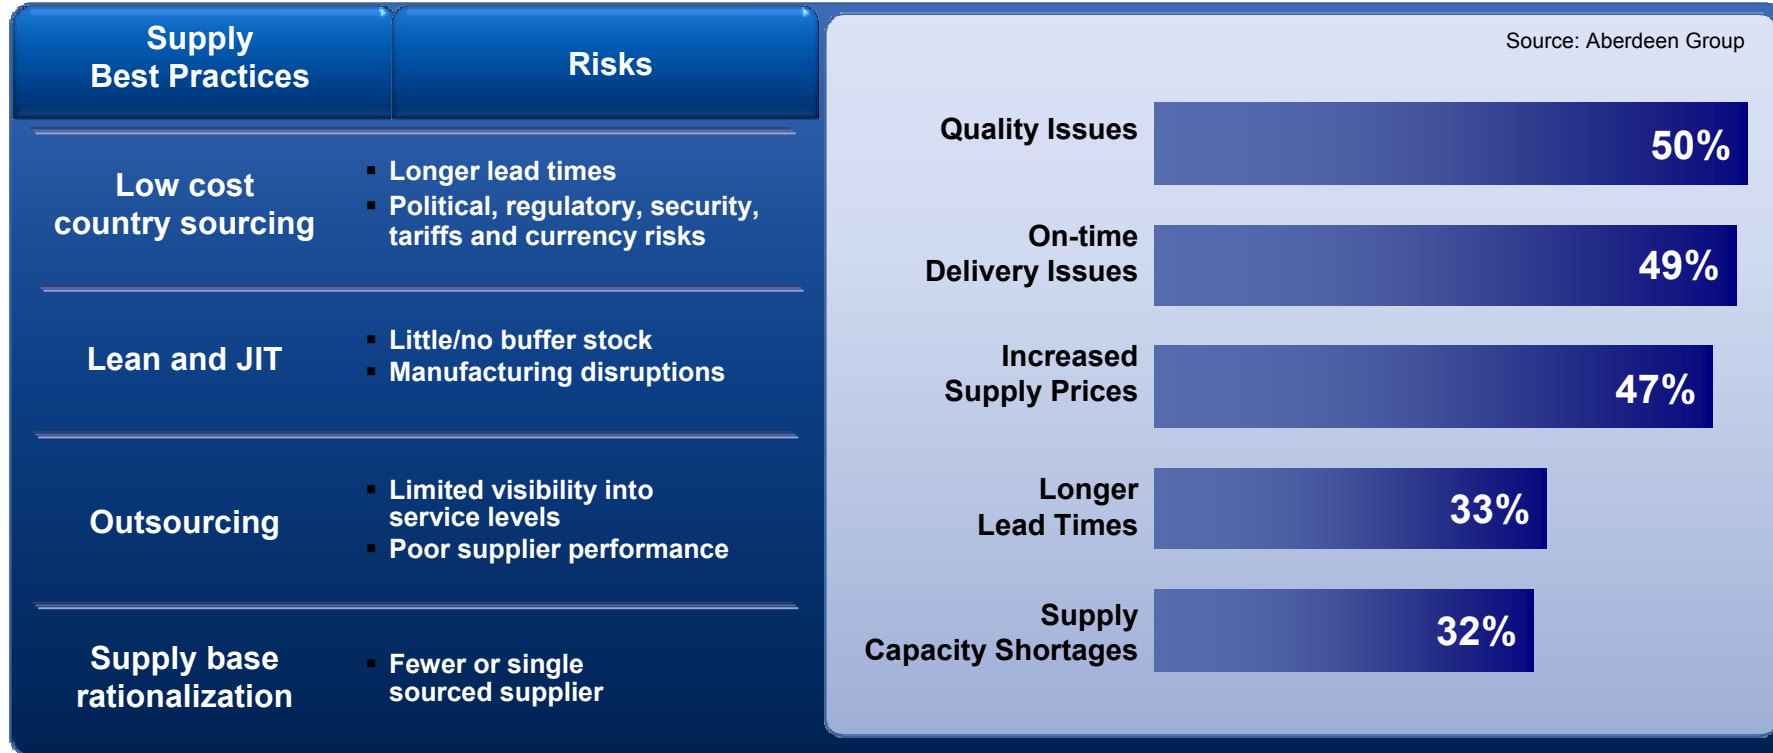 Supply
Best Practices
Risks
Low cost
country sourcing
▪ Longer lead times
▪ Political, regulatory, security,
tariffs and currency risks
Lean and JIT
▪ Little/no buffer stock
▪ Manufacturing disruptions
Outsourcing
▪ Limited visibility into
service levels
▪ Poor supplier performance
Supply base
rationalization
▪ Fewer or single
sourced supplier
Source: Aberdeen Group
Quality Issues
50%
On-time
Delivery Issues
49%
Increased
Supply Prices
47%
Longer
Lead Times
33%
Supply
Capacity Shortages
32%